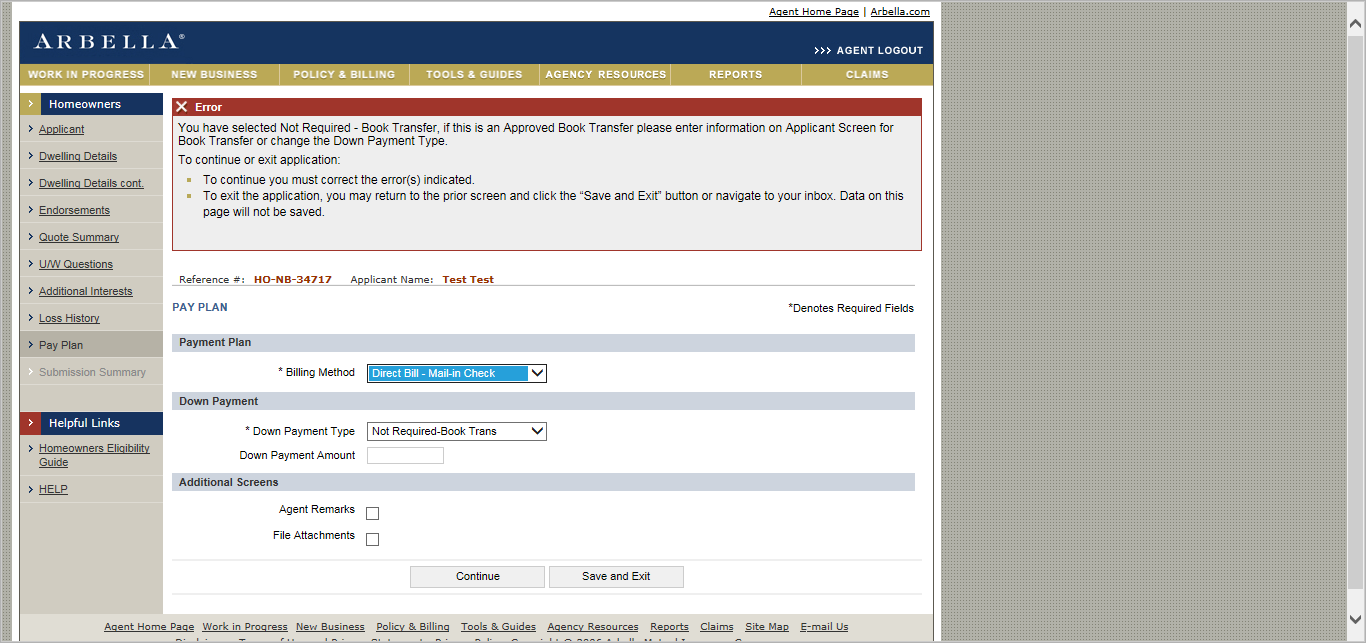 Agent Home Page | Arbella.com
ARBELLA®
>>> AGENT LOGOUT
WORK IN PROGRESS NEW BUSINESS POLICY & BILLING TOOLS & GUIDES AGENCY RESOURCES REPORTS CLAIMS
Homeowners
Applicant
Dwelling Details
Dwelling Details cont.
Endorsements
Quote Summary
U/W Questions
Additional Interests
Loss History
Pay Plan
Submission Summary
Helpful Links
Homeowners Eligibility
Guide
HELP
Error
You have selected Not Required - Book Transfer, if this is an Approved Book Transfer please enter information on Applicant Screen for
Book Transfer or change the Down Payment Type.
To continue or exit application:
To continue you must correct the error(s) indicated.
To exit the application, you may return to the prior screen and click the “Save and Exit” button or navigate to your inbox. Data on this
page will not be saved.
Reference #: HO-NB-34717 Applicant Name: Test Test
PAY PLAN *Denotes Required Fields
Payment Plan
* Billing Method Direct Bill - Mail-in Check
Down Payment
* Down Payment Type Not Required-Book Trans
Down Payment Amount
Additional Screens
Agent Remarks
File Attachments
Continue Save and Exit
Agent Home Page Work in Progress New Business Policy & Billing Tools & Guides Agency Resources Reports Claims Site Map E-mail Us